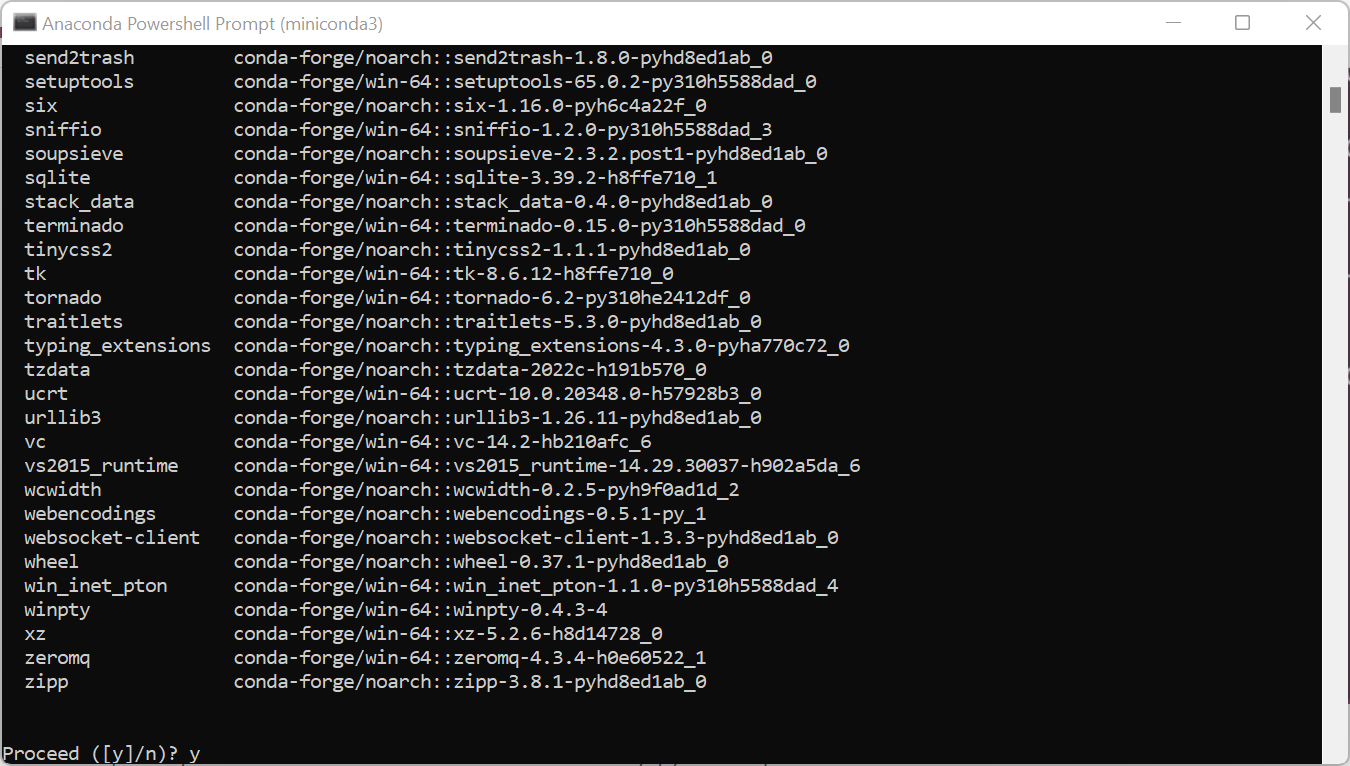 Anaconda Powershell Prompt (miniconda3)
send2trash conda-forge/noarch::send2trash-1.8.0-pyhd8ed1ab_0
setuptools conda-forge/win-64::setuptools-65.0.2-py310h5588dad_0
six conda-forge/noarch::six-1.16.0-pyh6c4a22f_0
sniffio conda-forge/win-64::sniffio-1.2.0-py310h5588dad_3
soupsieve conda-forge/noarch::soupsieve-2.3.2.post1-pyhd8ed1ab_0
sqlite conda-forge/win-64::sqlite-3.39.2-h8ffe710_1
stack_data conda-forge/noarch::stack_data-0.4.0-pyhd8ed1ab_0
terminado conda-forge/win-64::terminado-0.15.0-py310h5588dad_0
tinycss2 conda-forge/noarch::tinycss2-1.1.1-pyhd8ed1ab_0
tk conda-forge/win-64::tk-8.6.12-h8ffe710_0
tornado conda-forge/win-64::tornado-6.2-py310he2412df_0
traitlets conda-forge/noarch::traitlets-5.3.0-pyhd8ed1ab_0
typing_extensions conda-forge/noarch::typing_extensions-4.3.0-pyha770c72_0
tzdata conda-forge/noarch::tzdata-2022c-h191b570_0
ucrt conda-forge/win-64::ucrt-10.0.20348.0-h57928b3_0
urllib3 conda-forge/noarch::urllib3-1.26.11-pyhd8ed1ab_0
vc conda-forge/win-64::vc-14.2-hb210afc_6
vs2015_runtime conda-forge/win-64::vs2015_runtime-14.29.30037-h902a5da_6
wcwidth conda-forge/noarch::wcwidth-0.2.5-pyh9f0ad1d_2
webencodings conda-forge/noarch::webencodings-0.5.1-py_1
websocket-client conda-forge/noarch::websocket-client-1.3.3-pyhd8ed1ab_0
wheel conda-forge/noarch::wheel-0.37.1-pyhd8ed1ab_0
win_inet_pton conda-forge/win-64::win_inet_pton-1.1.0-py310h5588dad_4
winpty conda-forge/win-64::winpty-0.4.3-4
xz conda-forge/win-64::xz-5.2.6-h8d14728_0
zeromq conda-forge/win-64::zeromq-4.3.4-h0e60522_1
zipp conda-forge/noarch::zipp-3.8.1-pyhd8ed1ab_0
Proceed ([y]/n)? y